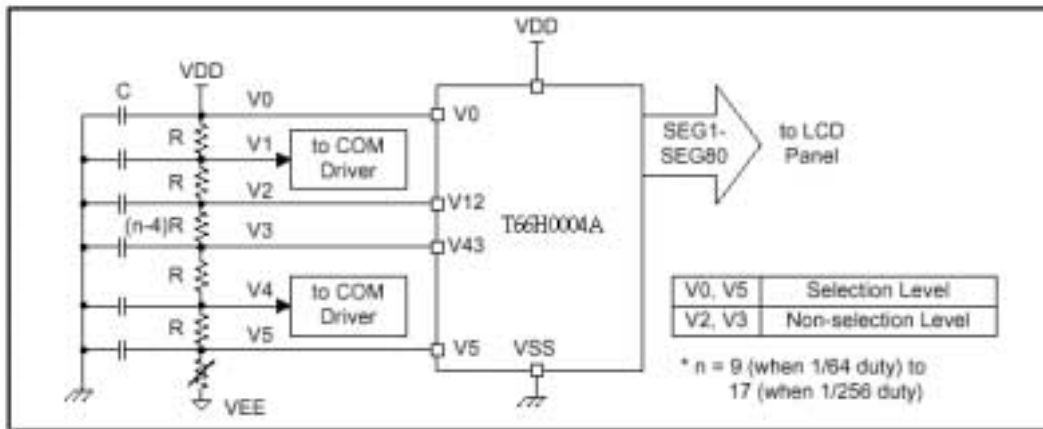 VDD
VDD
C
V0
V0
R
V1
to COM
Driver
SEG1-
SEG80
to LCD
Panel
R
V2
V12
T66H0004A
(n-4)R
V3
V43
R
V4
to COM
Driver
V0, V5 Selection Level
V2, V3 Non-selection Level
R
V5
V5
VSS
* n = 9 (when 1/64 duty) to
17 (when 1/256 duty)
VEE